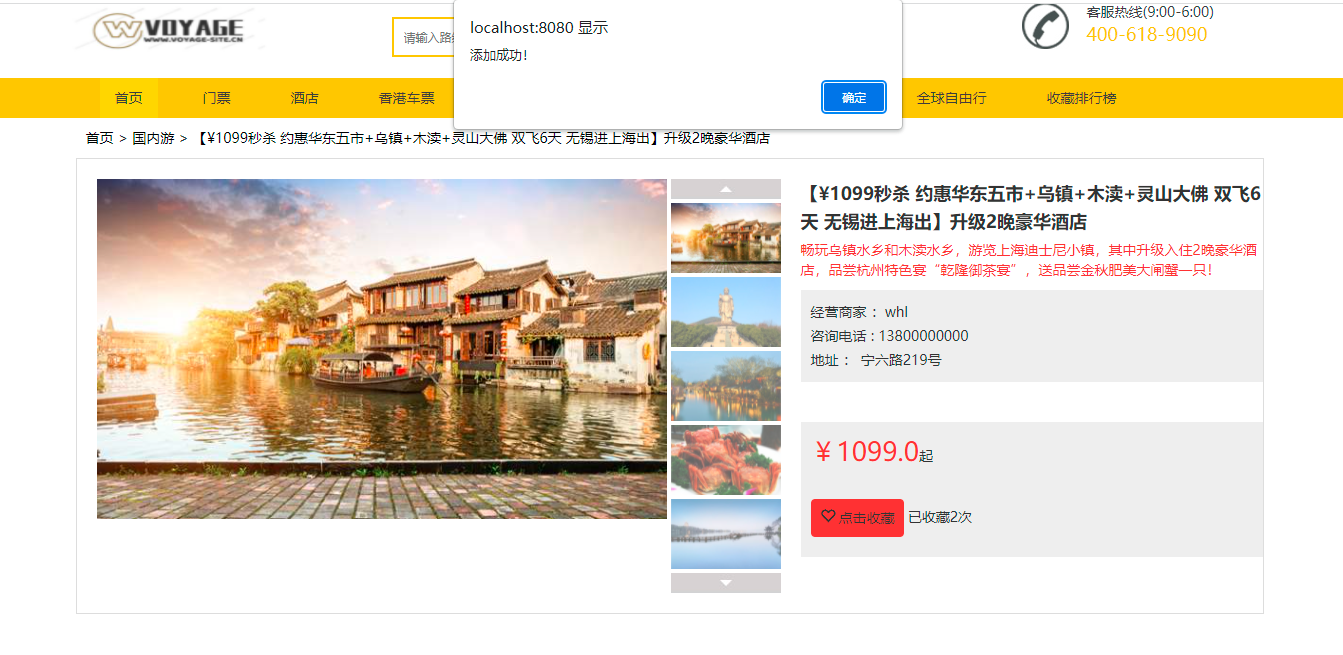 VOYAGE
WWW.VOYAGE-SITE.CN
请输入路线
localhost:8080 显示
添加成功！
确定
客服热线(9:00-6:00)
400-618-9090
首页 门票 酒店 香港车票 全球自由行 收藏排行榜
首页 > 国内游 > 【¥1099秒杀 约惠华东五市+乌镇+木渎+灵山大佛 双飞6天 无锡进上海出】升级2晚豪华酒店
【¥1099秒杀 约惠华东五市+乌镇+木渎+灵山大佛 双飞6
天 无锡进上海出】升级2晚豪华酒店
畅玩乌镇水乡和木渎水乡，游览上海迪士尼小镇，其中升级入住2晚豪华酒
店，品尝杭州特色宴“乾隆御茶宴”，送品尝金秋肥美大闸蟹一只！
经营商家 ： whl
咨询电话 : 13800000000
地址 ： 宁六路219号
¥ 1099.0起
点击收藏 已收藏2次